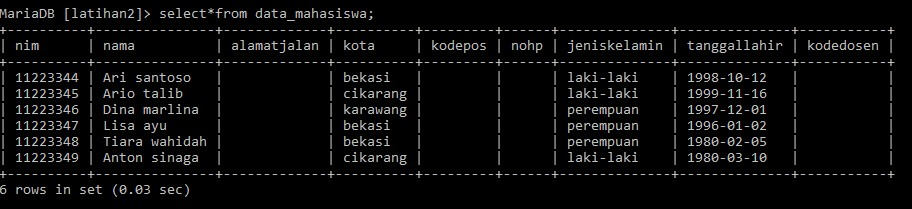 MariaDB [latihan2]> select*from data_mahasiswa;
+----------+---------------+-------------+----------+---------+------+--------------+--------------+-----------+
| nim      | nama          | alamatjalan | kota     | kodepos | nohp | jeniskelamin | tanggallahir | kodedosen |
+----------+---------------+-------------+----------+---------+------+--------------+--------------+-----------+
| 11223344 | Ari santoso   |             | bekasi   |         |      | laki-laki    | 1998-10-12   |           |
| 11223345 | Ario talib    |             | cikarang |         |      | laki-laki    | 1999-11-16   |           |
| 11223346 | Dina marlina  |             | karawang |         |      | perempuan    | 1997-12-01   |           |
| 11223347 | Lisa ayu      |             | bekasi   |         |      | perempuan    | 1996-01-02   |           |
| 11223348 | Tiara wahidah |             | bekasi   |         |      | perempuan    | 1980-02-05   |           |
| 11223349 | Anton sinaga  |             | cikarang |         |      | laki-laki    | 1980-03-10   |           |
+----------+---------------+-------------+----------+---------+------+--------------+--------------+-----------+
6 rows in set (0.03 sec)